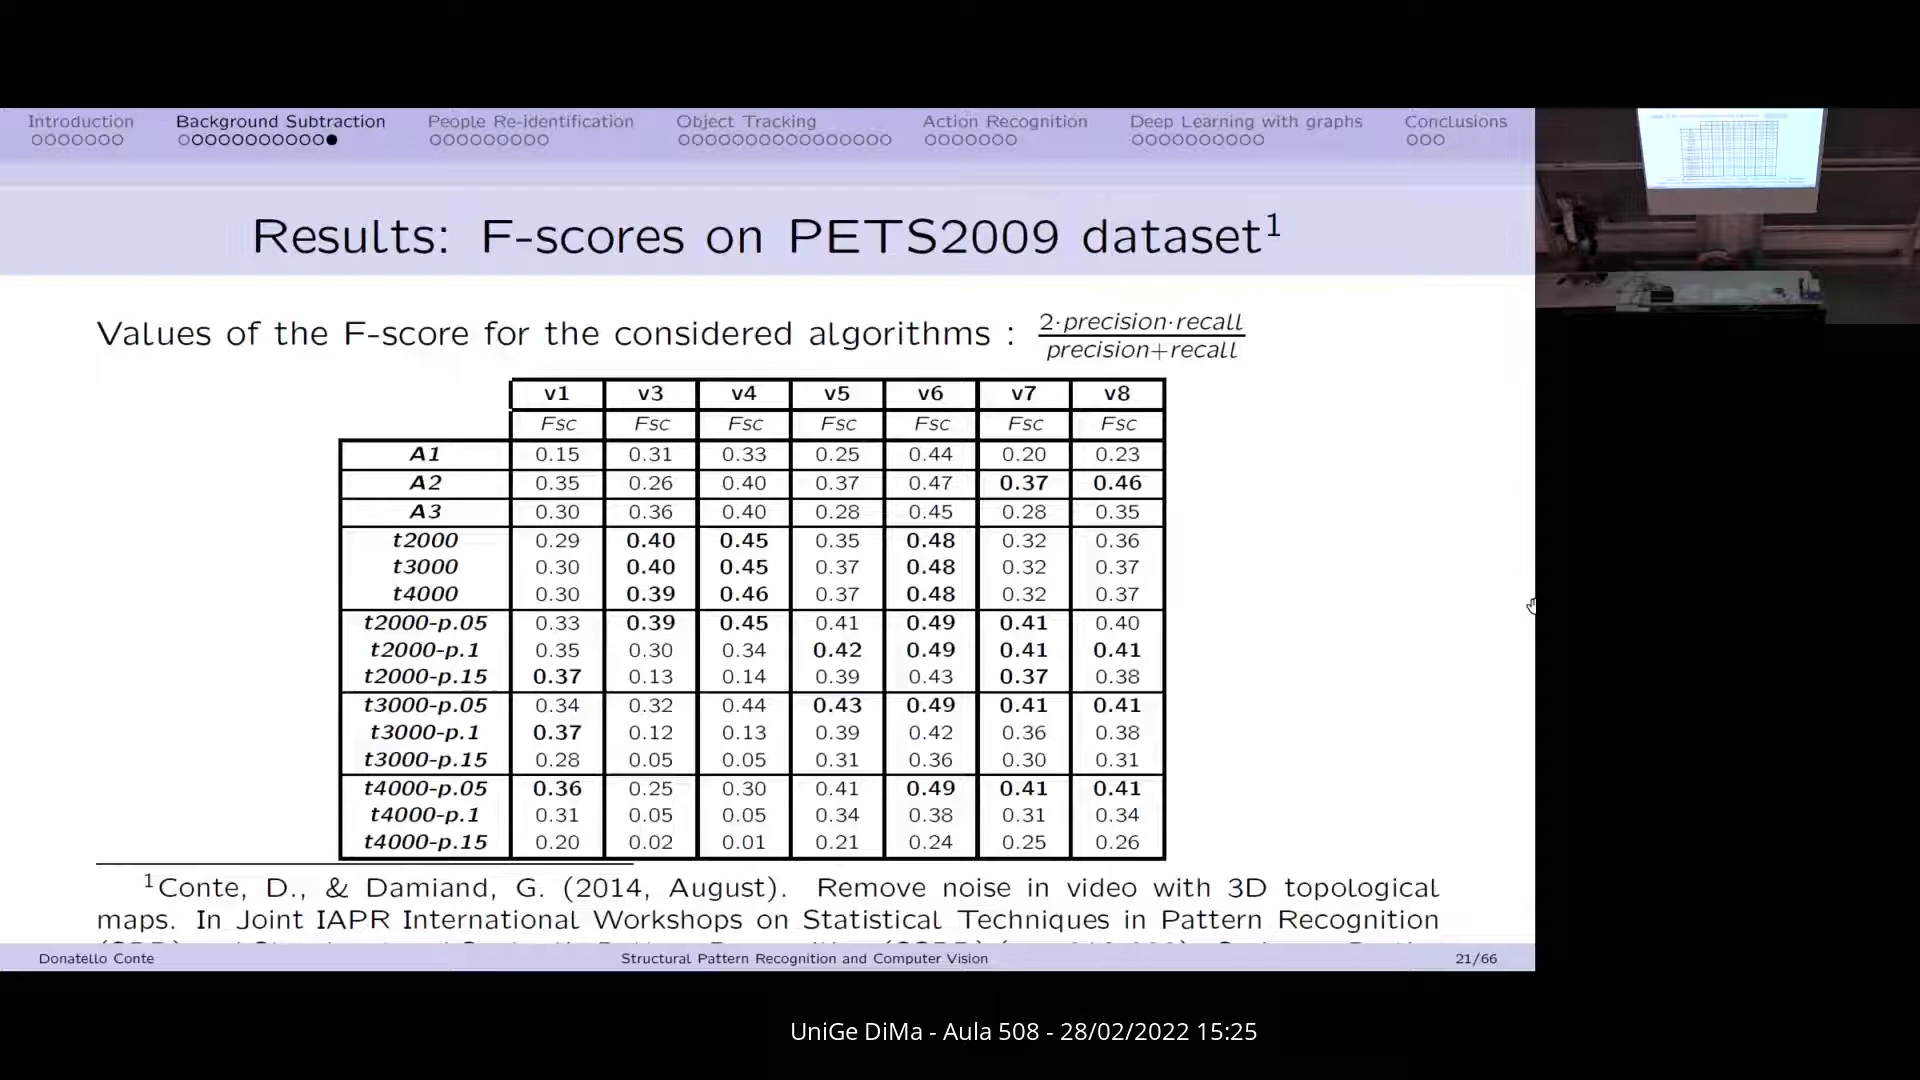 Introduction Background Subtraction People Re-identification Object Tracking Action Recognition Deep Learning with graphs Conclusions
Results: F-scores on PETS2009 dataset¹
Values of the F-score for the considered algorithms : 2·precision·recall
precision+recall
v1 v3 v4 v5 v6 v7 v8
Fsc Fsc Fsc Fsc Fsc Fsc Fsc
A1 0.15 0.31 0.33 0.25 0.44 0.20 0.23
A2 0.35 0.26 0.40 0.37 0.47 0.37 0.46
A3 0.30 0.36 0.40 0.28 0.45 0.28 0.35
t2000 0.29 0.40 0.45 0.35 0.48 0.32 0.36
t3000 0.30 0.40 0.45 0.37 0.48 0.32 0.37
t4000 0.30 0.39 0.46 0.37 0.48 0.32 0.37
t2000-p.05 0.33 0.39 0.45 0.41 0.49 0.41 0.40
t2000-p.1 0.35 0.30 0.34 0.42 0.49 0.41 0.41
t2000-p.15 0.37 0.13 0.14 0.39 0.43 0.37 0.38
t3000-p.05 0.34 0.32 0.44 0.43 0.49 0.41 0.41
t3000-p.1 0.37 0.12 0.13 0.39 0.42 0.36 0.38
t3000-p.15 0.28 0.05 0.05 0.31 0.36 0.30 0.31
t4000-p.05 0.36 0.25 0.30 0.41 0.49 0.41 0.41
t4000-p.1 0.31 0.05 0.05 0.34 0.38 0.31 0.34
t4000-p.15 0.20 0.02 0.01 0.21 0.24 0.25 0.26
¹Conte, D., & Damiand, G. (2014, August). Remove noise in video with 3D topological
maps. In Joint IAPR International Workshops on Statistical Techniques in Pattern Recognition
Donatello Conte Structural Pattern Recognition and Computer Vision 21/66
UniGe DiMa - Aula 508 - 28/02/2022 15:25